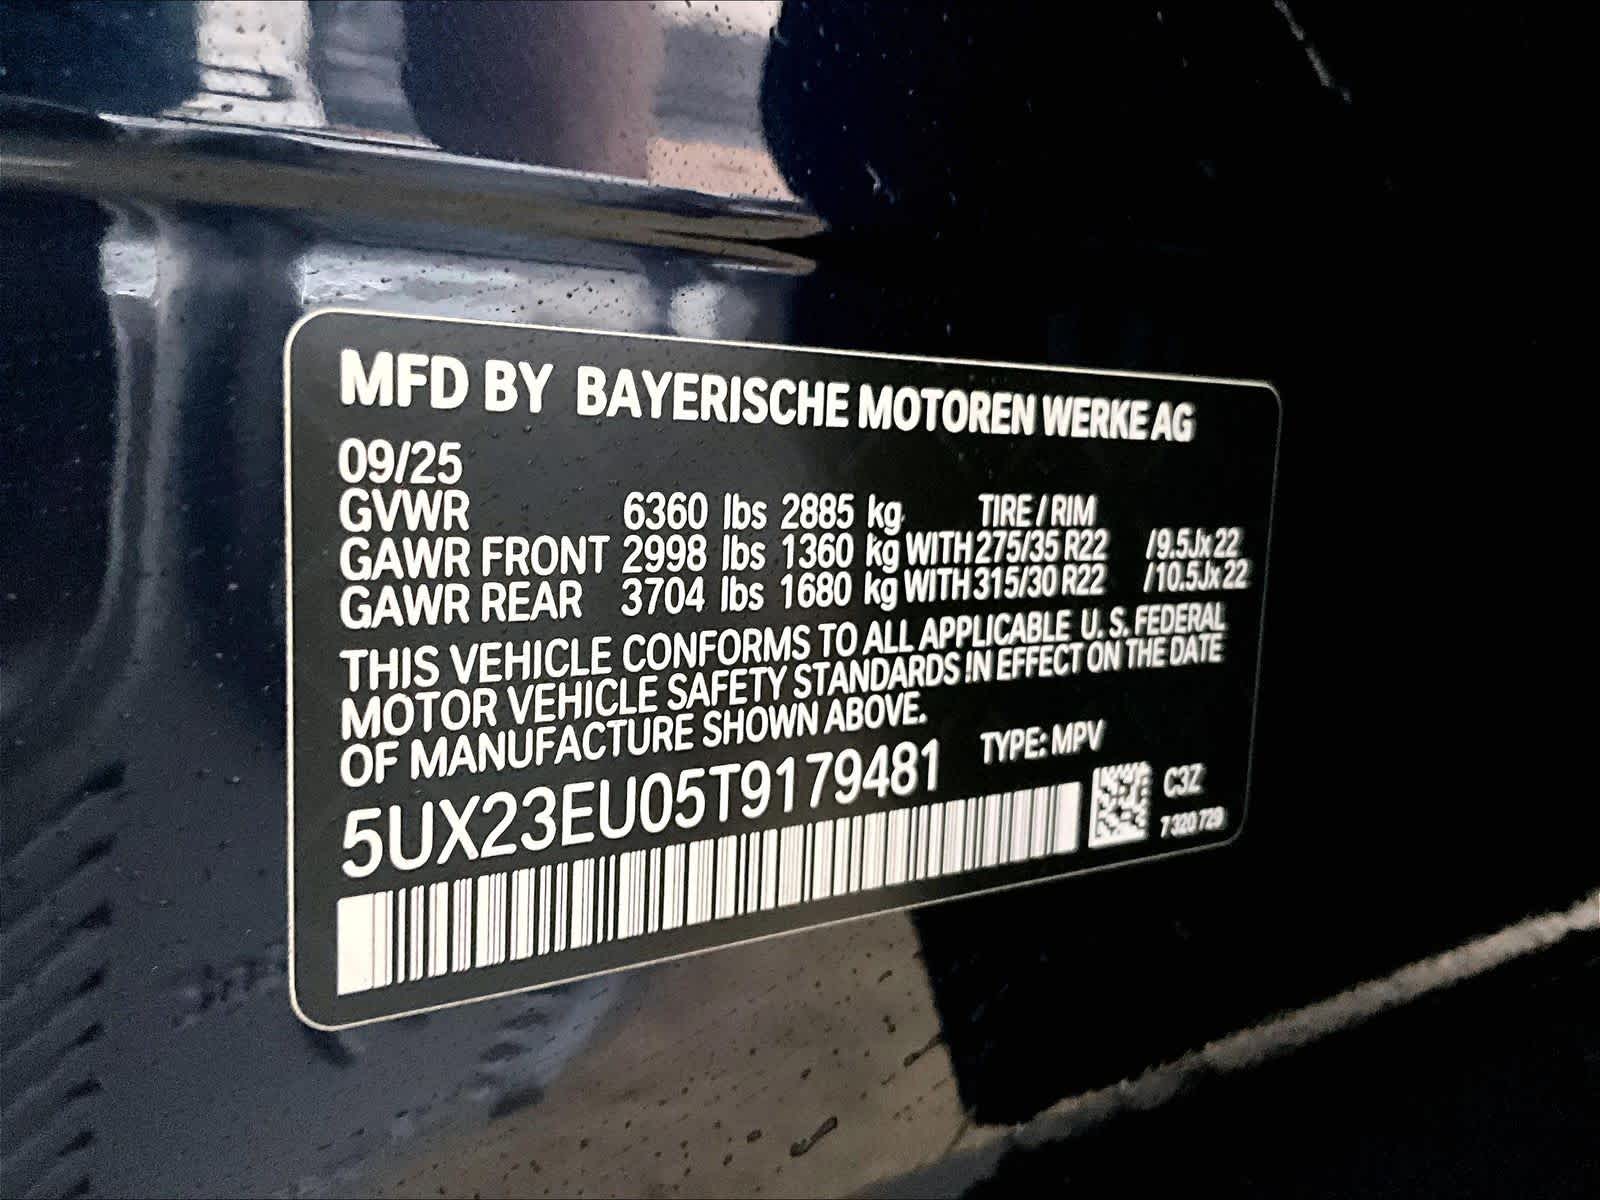 MFD BY BAYERISCHE MOTOREN WERKE AG
09/25
GVWR 6360 lbs 2885 kg TIRE / RIM
GAWR FRONT 2998 lbs 1360 kg WITH 275/35 R22 /9.5Jx22
GAWR REAR 3704 lbs 1680 kg WITH 315/30 R22 /10.5Jx22
THIS VEHICLE CONFORMS TO ALL APPLICABLE U. S. FEDERAL
MOTOR VEHICLE SAFETY STANDARDS IN EFFECT ON THE DATE
OF MANUFACTURE SHOWN ABOVE.
TYPE: MPV
5UX23EU05T9179481
C3Z
7320729